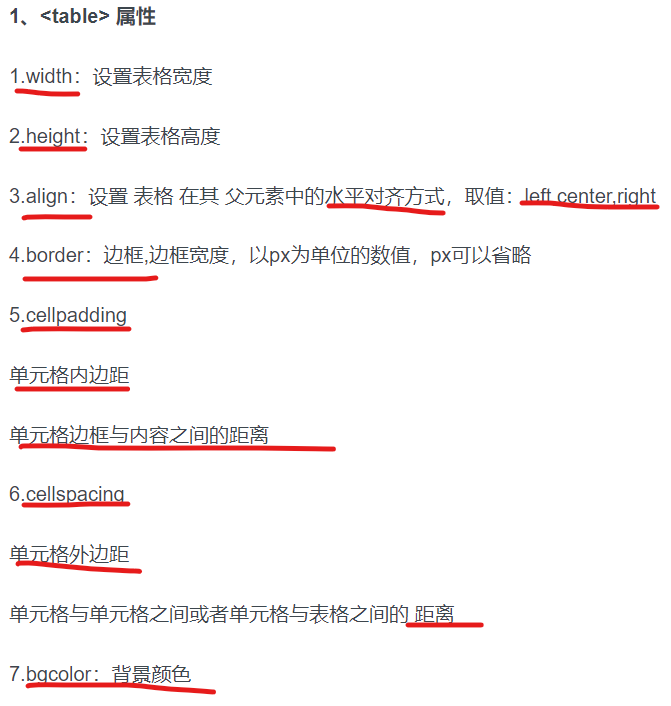 1、<table> 属性
1.width：设置表格宽度
2.height：设置表格高度
3.align：设置 表格 在其 父元素中的水平对齐方式，取值：left center,right
4.border：边框,边框宽度，以px为单位的数值，px可以省略
5.cellpadding
单元格内边距
单元格边框与内容之间的距离
6.cellspacing
单元格外边距
单元格与单元格之间或者单元格与表格之间的 距离
7.bgcolor：背景颜色